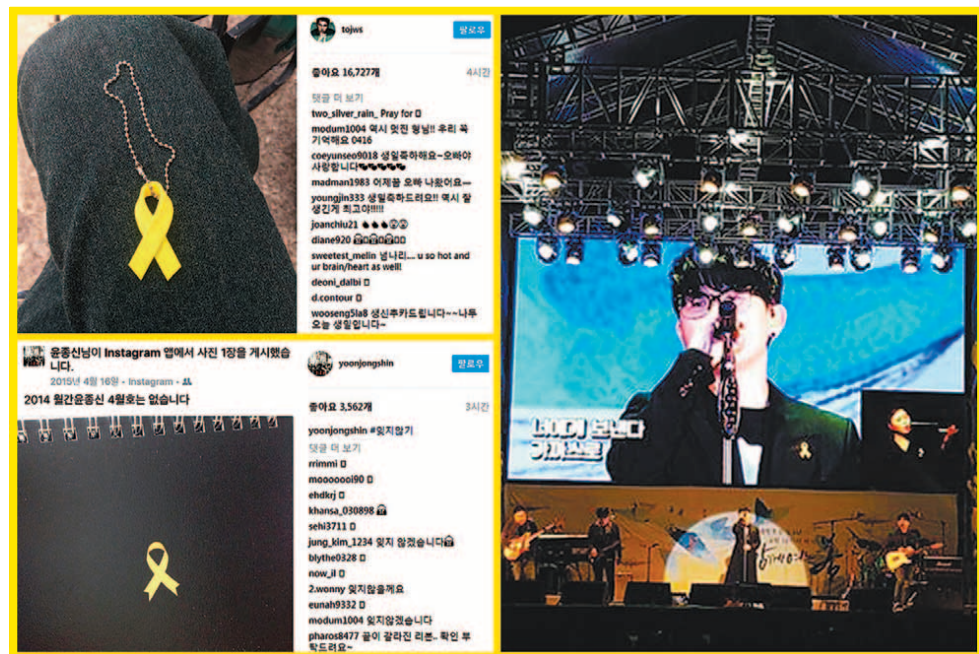 tojws
팔로우
좋아요 16,727개
4시간
댓글 더 보기
two_silver_rain_ Pray for
modum1004 역시 멋진 형님!! 우리 꼭
기억해요 0416
coeyunseo9018 생일축하해요~오빠야
사랑합니다
madman1983 어제꿈 오빠 나왔어요ㅡ
youngjin333 생일축하드려요!! 역시 잘
생긴게 최고야!!!!!
joanchiu21
diane920
sweetest_melin 넘나리.... u so hot and
ur brain/heart as well!
deoni_dalbi
d.contour
wooseng5la8 생신추카드립니다~~나두
오늘 생일입니다~
윤종신님이 Instagram 앱에서 사진 1장을 게시했습
니다.
2015년 4월 16일 · Instagram ·
2014 월간윤종신 4월호는 없습니다
yoonjongshin
팔로우
좋아요 3,562개
3시간
yoonjongshin #잊지않기
댓글 더 보기
rrimmi
mooooooi90
ehdkrj
khansa_030898
sehi3711
jung_kim_1234 잊지 않겠습니다
blythe0328
now_il
2.wonny 잊지않을께요
eunah9332
modum1004 잊지않겠습니다
pharos8477 끝이 갈라진 리본.. 확인 부
탁드려요~
너에게 보낸다